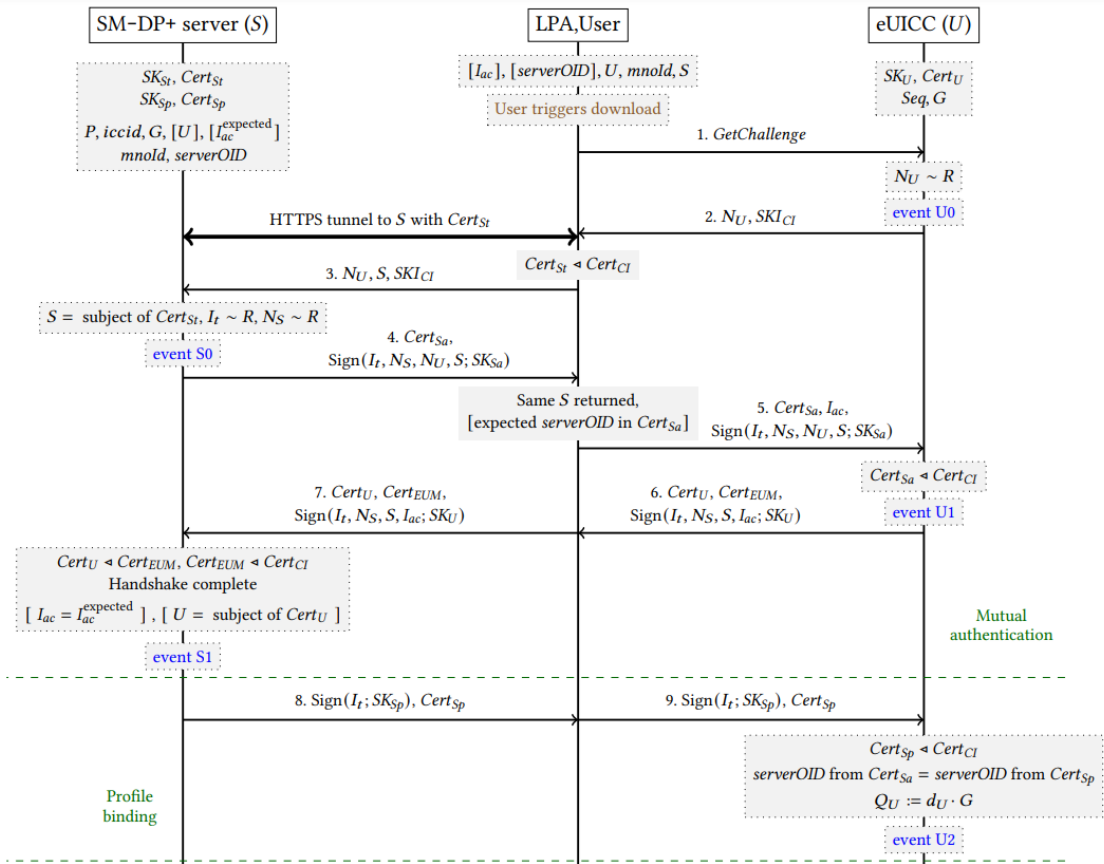 SM-DP+ server (S)
LPA,User
eUICC (U)
SK_St, Cert_St
SK_Sp, Cert_Sp
P, iccid, G, [U], [I_ac^expected]
mnoId, serverOID
[I_ac], [serverOID], U, mnoId, S
User triggers download
SK_U, Cert_U
Seq, G
1. GetChallenge
N_U ∼ R
event U0
HTTPS tunnel to S with Cert_St
2. N_U, SKI_CI
Cert_St ◂ Cert_CI
3. N_U, S, SKI_CI
S = subject of Cert_St, I_t ∼ R, N_S ∼ R
event S0
4. Cert_Sa,
Sign(I_t, N_S, N_U, S; SK_Sa)
Same S returned,
[expected serverOID in Cert_Sa]
5. Cert_Sa, I_ac,
Sign(I_t, N_S, N_U, S; SK_Sa)
Cert_Sa ◂ Cert_CI
event U1
7. Cert_U, Cert_EUM,
Sign(I_t, N_S, S, I_ac; SK_U)
6. Cert_U, Cert_EUM,
Sign(I_t, N_S, S, I_ac; SK_U)
Cert_U ◂ Cert_EUM, Cert_EUM ◂ Cert_CI
Handshake complete
[ I_ac = I_ac^expected ] , [ U = subject of Cert_U ]
event S1
Mutual
authentication
8. Sign(I_t; SK_Sp), Cert_Sp
9. Sign(I_t; SK_Sp), Cert_Sp
Cert_Sp ◂ Cert_CI
serverOID from Cert_Sa = serverOID from Cert_Sp
Q_U := d_U · G
Profile
binding
event U2